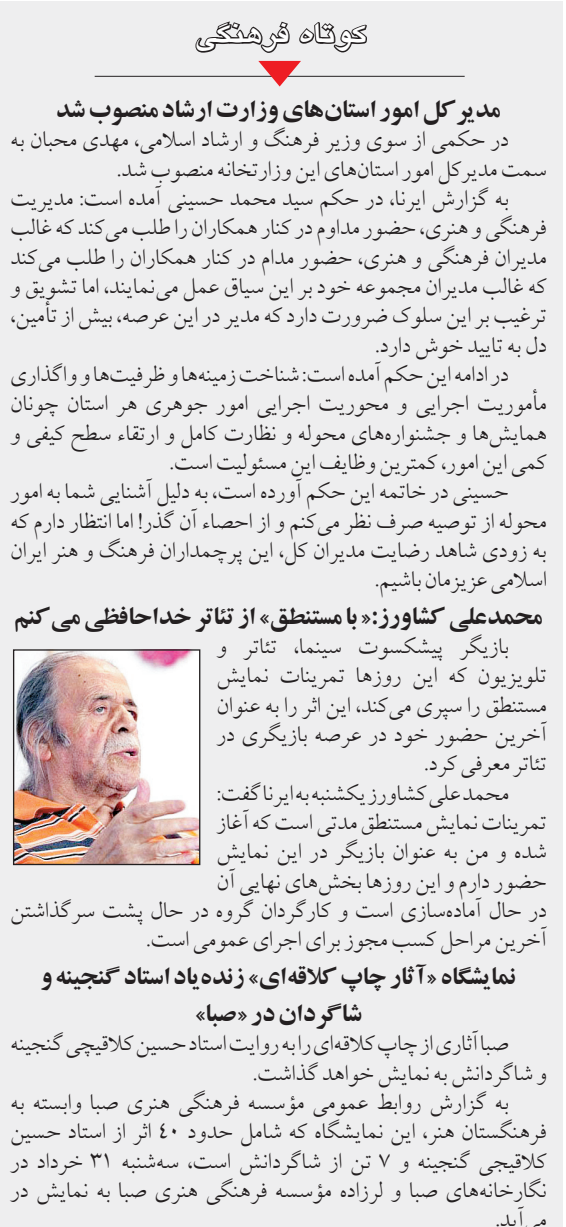 کوتاه فرهنگی
مدیر کل امور استان‌های وزارت ارشاد منصوب شد
در حکمی از سوی وزیر فرهنگ و ارشاد اسلامی، مهدی محبان به
سمت مدیرکل امور استان‌های این وزارتخانه منصوب شد.
به گزارش ایرنا، در حکم سید محمد حسینی آمده است: مدیریت
فرهنگی و هنری، حضور مداوم در کنار همکاران را طلب می‌کند که غالب
مدیران فرهنگی و هنری، حضور مدام در کنار همکاران را طلب می‌کند
که غالب مدیران مجموعه خود بر این سیاق عمل می‌نمایند، اما تشویق و
ترغیب بر این سلوک ضرورت دارد که مدیر در این عرصه، بیش از تأمین،
دل به تایید خوش دارد.
در ادامه این حکم آمده است: شناخت زمینه‌ها و ظرفیت‌ها و واگذاری
مأموریت اجرایی و محوریت اجرایی امور جوهری هر استان چونان
همایش‌ها و جشنواره‌های محوله و نظارت کامل و ارتقاء سطح کیفی و
کمی این امور، کمترین وظایف این مسئولیت است.
حسینی در خاتمه این حکم آورده است، به دلیل آشنایی شما به امور
محوله از توصیه صرف نظر می‌کنم و از احصاء آن گذر! اما انتظار دارم که
به زودی شاهد رضایت مدیران کل، این پرچمداران فرهنگ و هنر ایران
اسلامی عزیزمان باشیم.
محمدعلی کشاورز:«با مستنطق» از تئاتر خداحافظی می کنم
بازیگر پیشکسوت سینما، تئاتر و
تلویزیون که این روزها تمرینات نمایش
مستنطق را سپری می‌کند، این اثر را به عنوان
آخرین حضور خود در عرصه بازیگری در
تئاتر معرفی کرد.
محمدعلی کشاورز یکشنبه به ایرنا گفت:
تمرینات نمایش مستنطق مدتی است که آغاز
شده و من به عنوان بازیگر در این نمایش
حضور دارم و این روزها بخش‌های نهایی آن
در حال آماده‌سازی است و کارگردان گروه در حال پشت سرگذاشتن
آخرین مراحل کسب مجوز برای اجرای عمومی است.
نمایشگاه «آثار چاپ کلاقه‌ای» زنده یاد استاد گنجینه و
شاگردان در «صبا»
صبا آثاری از چاپ کلاقه‌ای را به روایت استاد حسین کلاقیچی گنجینه
و شاگردانش به نمایش خواهد گذاشت.
به گزارش روابط عمومی مؤسسه فرهنگی هنری صبا وابسته به
فرهنگستان هنر، این نمایشگاه که شامل حدود ۴۰ اثر از استاد حسین
کلاقیجی گنجینه و ۷ تن از شاگردانش است، سه‌شنبه ۳۱ خرداد در
نگارخانه‌های صبا و لرزاده مؤسسه فرهنگی هنری صبا به نمایش در
می‌آید.